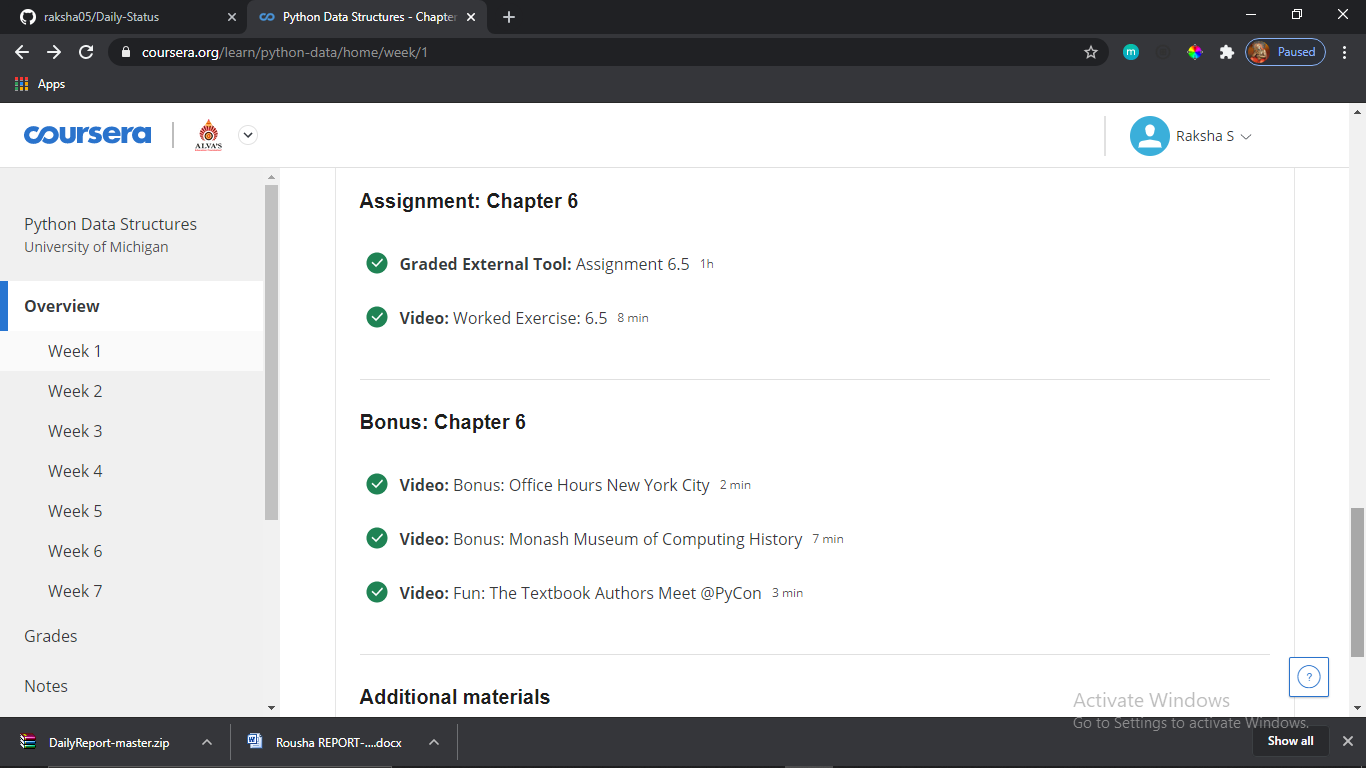 raksha05/Daily-Status
Python Data Structures - Chapter
coursera.org/learn/python-data/home/week/1
m
Paused
Apps
coursera
ALVA'S
Raksha S
Python Data Structures
University of Michigan
Overview
Week 1
Week 2
Week 3
Week 4
Week 5
Week 6
Week 7
Grades
Notes
Assignment: Chapter 6
Graded External Tool: Assignment 6.5 1h
Video: Worked Exercise: 6.5 8 min
Bonus: Chapter 6
Video: Bonus: Office Hours New York City 2 min
Video: Bonus: Monash Museum of Computing History 7 min
Video: Fun: The Textbook Authors Meet @PyCon 3 min
Additional materials
?
Activate Windows
Go to Settings to activate Windows.
DailyReport-master.zip
Rousha REPORT-....docx
Show all